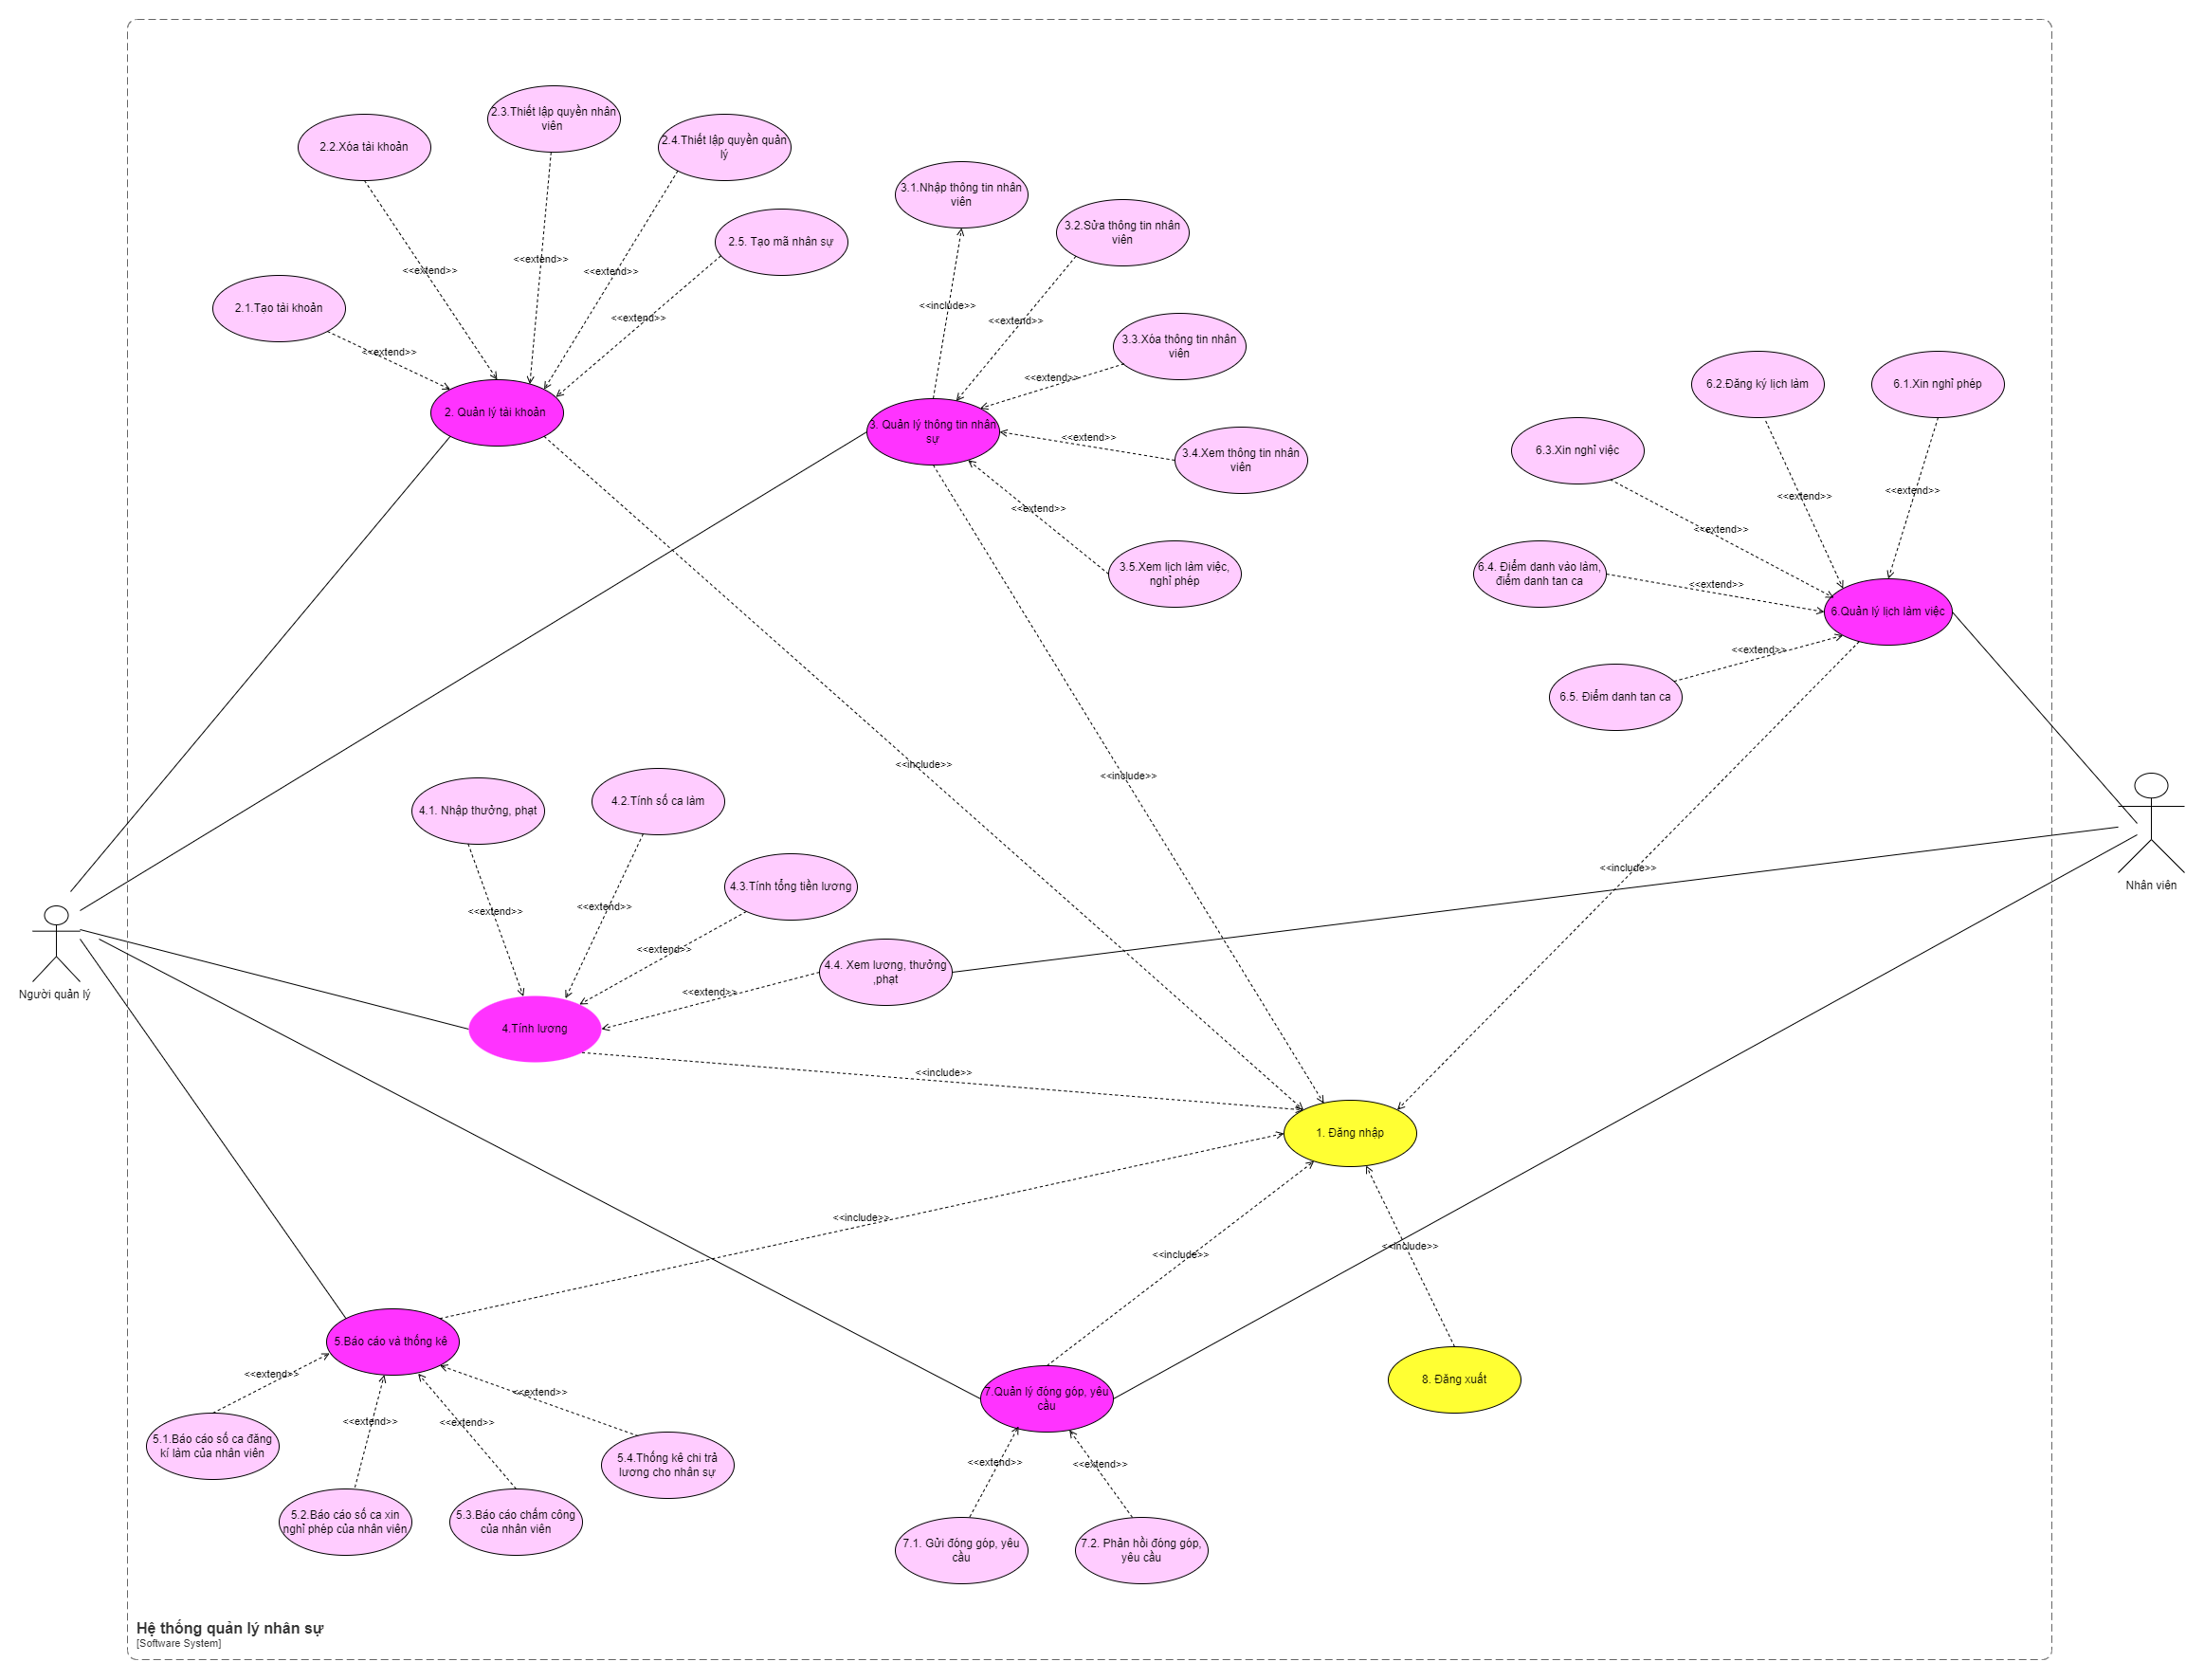 2.3.Thiết lập quyền nhân
viên
2.2.Xóa tài khoản
2.4.Thiết lập quyền quản
lý
2.5. Tạo mã nhân sự
2.1.Tạo tài khoản
<<extend>>
<<extend>>
<<extend>>
<<extend>>
<<extend>>
2. Quản lý tài khoản
3.1.Nhập thông tin nhân
viên
3.2.Sửa thông tin nhân
viên
3.3.Xóa thông tin nhân
viên
3.4.Xem thông tin nhân
viên
3.5.Xem lịch làm việc,
nghỉ phép
<<include>>
<<extend>>
<<extend>>
<<extend>>
<<extend>>
3. Quản lý thông tin nhân
sự
6.2.Đăng ký lịch làm
6.1.Xin nghỉ phép
6.3.Xin nghỉ việc
6.4. Điểm danh vào làm,
điểm danh tan ca
6.5. Điểm danh tan ca
<<extend>>
<<extend>>
<<extend>>
<<extend>>
<<extend>>
6.Quản lý lịch làm việc
<<include>>
<<include>>
<<include>>
Nhân viên
4.1. Nhập thưởng, phạt
4.2.Tính số ca làm
4.3.Tính tổng tiền lương
4.4. Xem lương, thưởng
,phạt
<<extend>>
<<extend>>
<<extend>>
<<extend>>
Người quản lý
4.Tính lương
<<include>>
1. Đăng nhập
<<include>>
<<include>>
<<include>>
5.Báo cáo và thống kê
<<extend>>
<<extend>>
<<extend>>
<<extend>>
5.1.Báo cáo số ca đăng
kí làm của nhân viên
5.2.Báo cáo số ca xin
nghỉ phép của nhân viên
5.3.Báo cáo chấm công
của nhân viên
5.4.Thống kê chi trả
lương cho nhân sự
7.Quản lý đóng góp, yêu
cầu
8. Đăng xuất
<<extend>>
<<extend>>
7.1. Gửi đóng góp, yêu
cầu
7.2. Phản hồi đóng góp,
yêu cầu
Hệ thống quản lý nhân sự
[Software System]